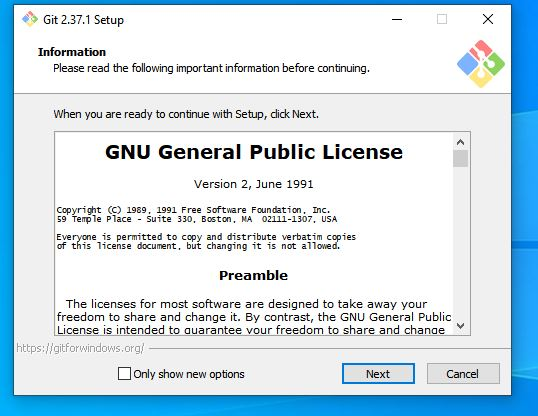 Git 2.37.1 Setup
Information
Please read the following important information before continuing.
When you are ready to continue with Setup, click Next.
GNU General Public License
Version 2, June 1991
Copyright (C) 1989, 1991 Free Software Foundation, Inc.
59 Temple Place - Suite 330, Boston, MA  02111-1307, USA
Everyone is permitted to copy and distribute verbatim copies
of this license document, but changing it is not allowed.
Preamble
The licenses for most software are designed to take away your
freedom to share and change it. By contrast, the GNU General Public
License is intended to guarantee your freedom to share and change
https://gitforwindows.org/
Only show new options
Next
Cancel